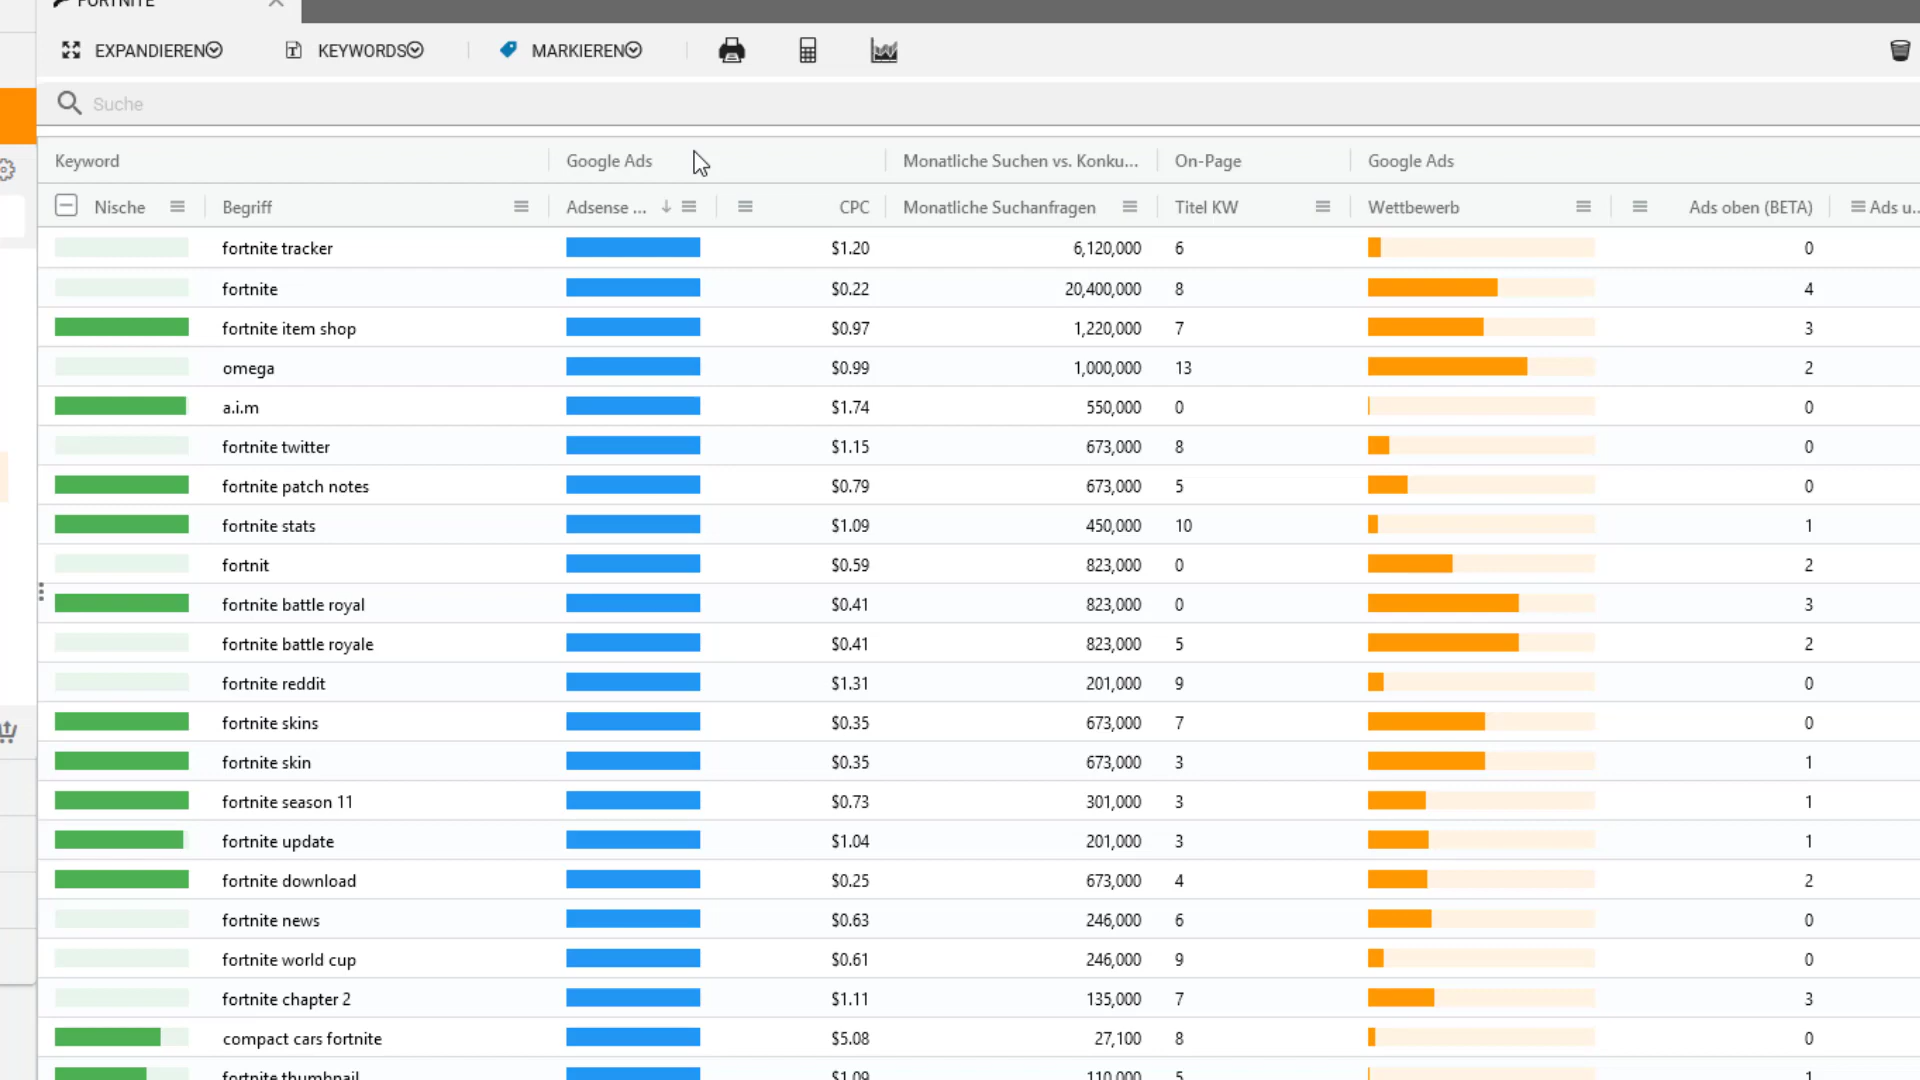 FORTNITE
EXPANDIEREN KEYWORDS MARKIEREN
Suche
Keyword Google Ads Monatliche Suchen vs. Konku... On-Page Google Ads
Nische Begriff Adsense ... CPC Monatliche Suchanfragen Titel KW Wettbewerb Ads oben (BETA) Ads u...
fortnite tracker $1.20 6,120,000 6 0
fortnite $0.22 20,400,000 8 4
fortnite item shop $0.97 1,220,000 7 3
omega $0.99 1,000,000 13 2
a.i.m $1.74 550,000 0 0
fortnite twitter $1.15 673,000 8 0
fortnite patch notes $0.79 673,000 5 0
fortnite stats $1.09 450,000 10 1
fortnit $0.59 823,000 0 2
fortnite battle royal $0.41 823,000 0 3
fortnite battle royale $0.41 823,000 5 2
fortnite reddit $1.31 201,000 9 0
fortnite skins $0.35 673,000 7 0
fortnite skin $0.35 673,000 3 1
fortnite season 11 $0.73 301,000 3 1
fortnite update $1.04 201,000 3 1
fortnite download $0.25 673,000 4 2
fortnite news $0.63 246,000 6 0
fortnite world cup $0.61 246,000 9 0
fortnite chapter 2 $1.11 135,000 7 3
compact cars fortnite $5.08 27,100 8 0
fortnite thumbnail $1.09 110,000 5 1